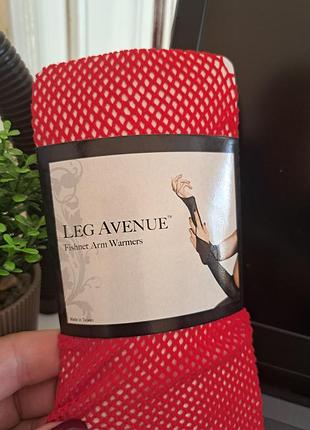 LEG AVENUE™
Fishnet Arm Warmers
Made in Taiwan